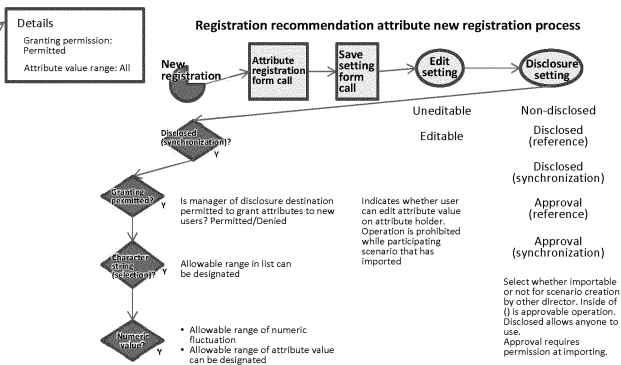 Registration recommendation attribute new registration process
Details
Granting permission:
Permitted
Attribute value range: All
New
registration
Attribute
registration
form call
Save
setting
form
call
Edit
setting
Disclosure
setting
Uneditable
Editable
Non-disclosed
Disclosed
(reference)
Disclosed
(synchronization)
Approval
(reference)
Approval
(synchronization)
Disclosed
(synchronization)?
Y
Granting
permitted?
Y
Is manager of disclosure destination
permitted to grant attributes to new
users? Permitted/Denied
Indicates whether user
can edit attribute value
on attribute holder.
Operation is prohibited
while participating
scenario that has
imported
Character
string
(selection)?
Y
Allowable range in list can
be designated
Select whether importable
or not for scenario creation
by other director. Inside of
() is approvable operation.
Disclosed allows anyone to
use.
Approval requires
permission at importing.
Numeric
value?
Y
• Allowable range of numeric
fluctuation
• Allowable range of attribute value
can be designated